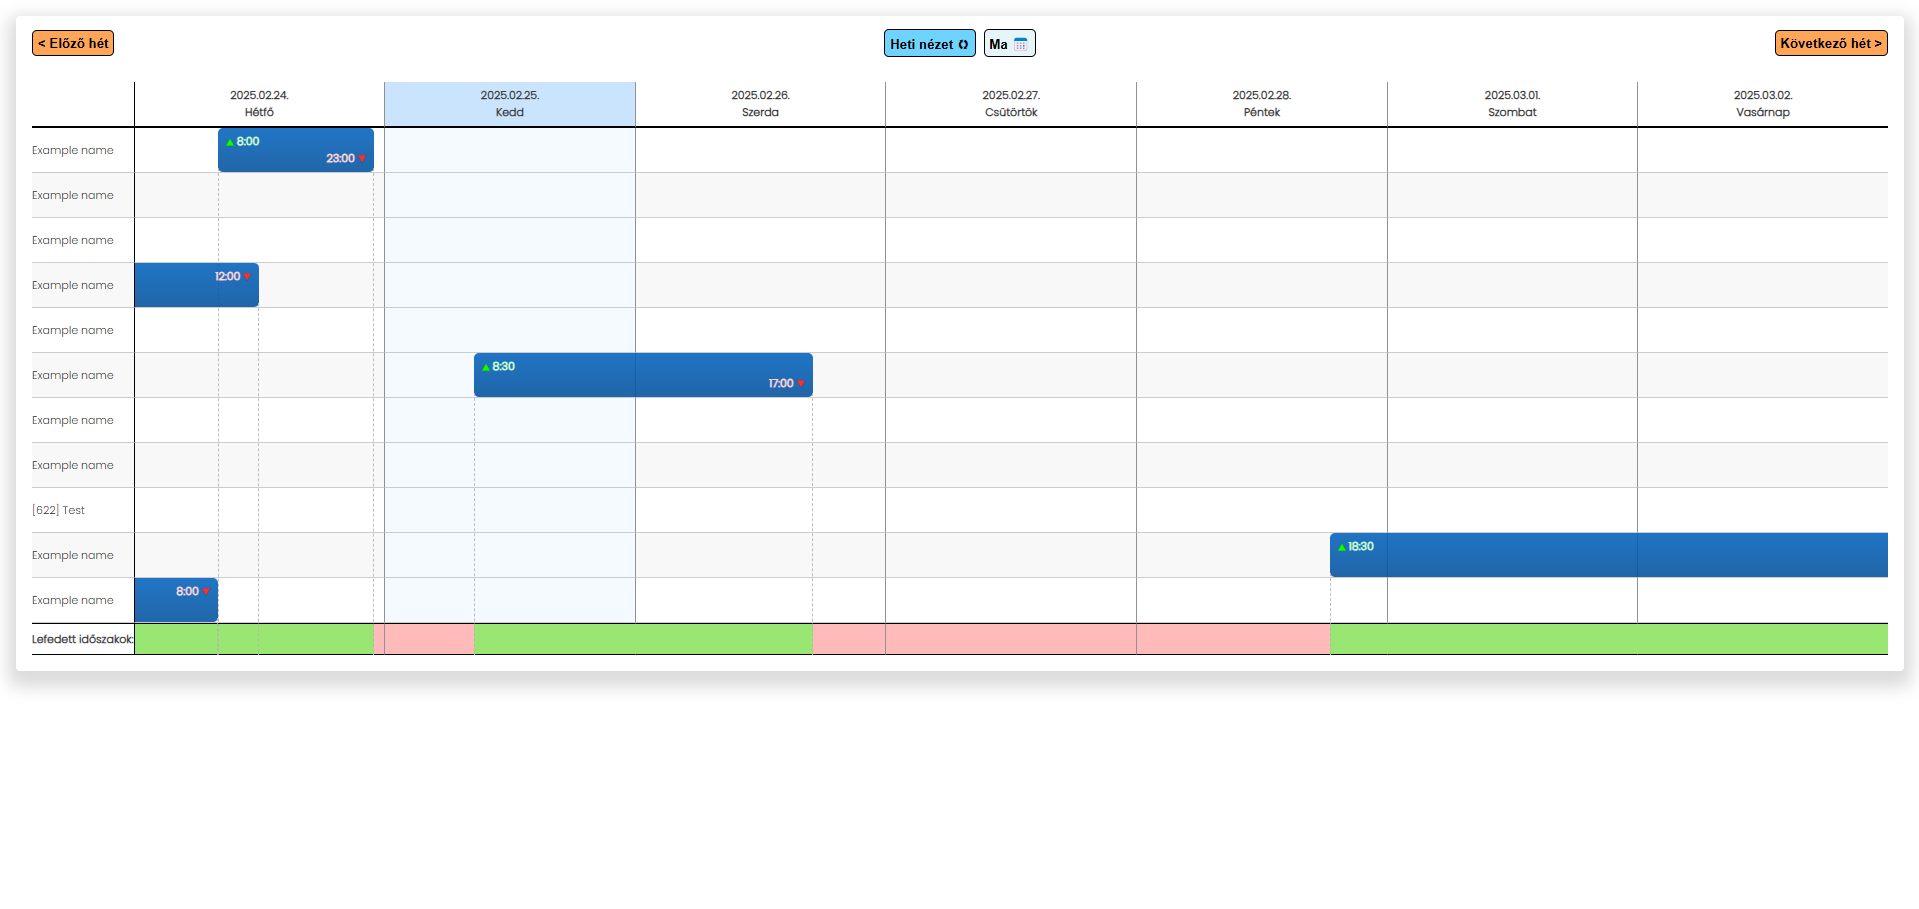 < Előző hét
Heti nézet
Ma
Következő hét >
2025.02.24.
Hétfő
2025.02.25.
Kedd
2025.02.26.
Szerda
2025.02.27.
Csütörtök
2025.02.28.
Péntek
2025.03.01.
Szombat
2025.03.02.
Vasárnap
Example name
▲ 8:00
23:00 ▼
Example name
Example name
Example name
12:00 ▼
Example name
Example name
▲ 8:30
17:00 ▼
Example name
Example name
[622] Test
Example name
▲ 18:30
Example name
8:00 ▼
Lefedett időszakok: